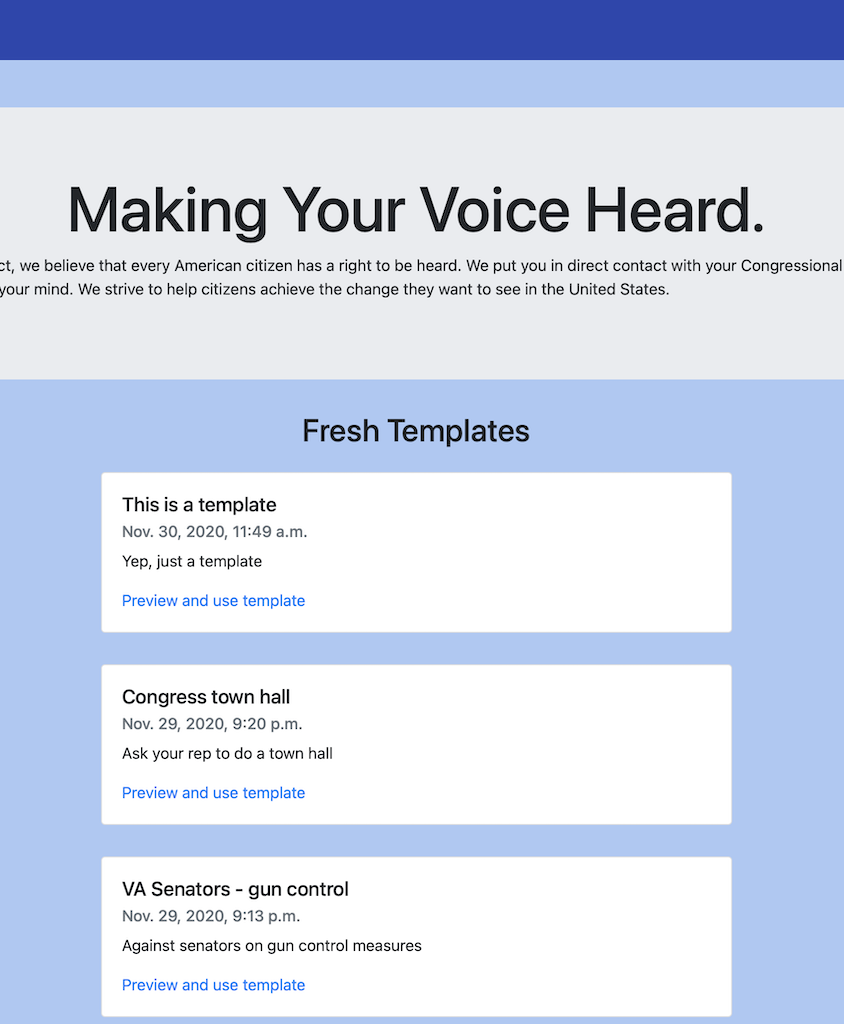 Making Your Voice Heard.
ct, we believe that every American citizen has a right to be heard. We put you in direct contact with your Congressional
your mind. We strive to help citizens achieve the change they want to see in the United States.
Fresh Templates
This is a template
Nov. 30, 2020, 11:49 a.m.
Yep, just a template
Preview and use template
Congress town hall
Nov. 29, 2020, 9:20 p.m.
Ask your rep to do a town hall
Preview and use template
VA Senators - gun control
Nov. 29, 2020, 9:13 p.m.
Against senators on gun control measures
Preview and use template